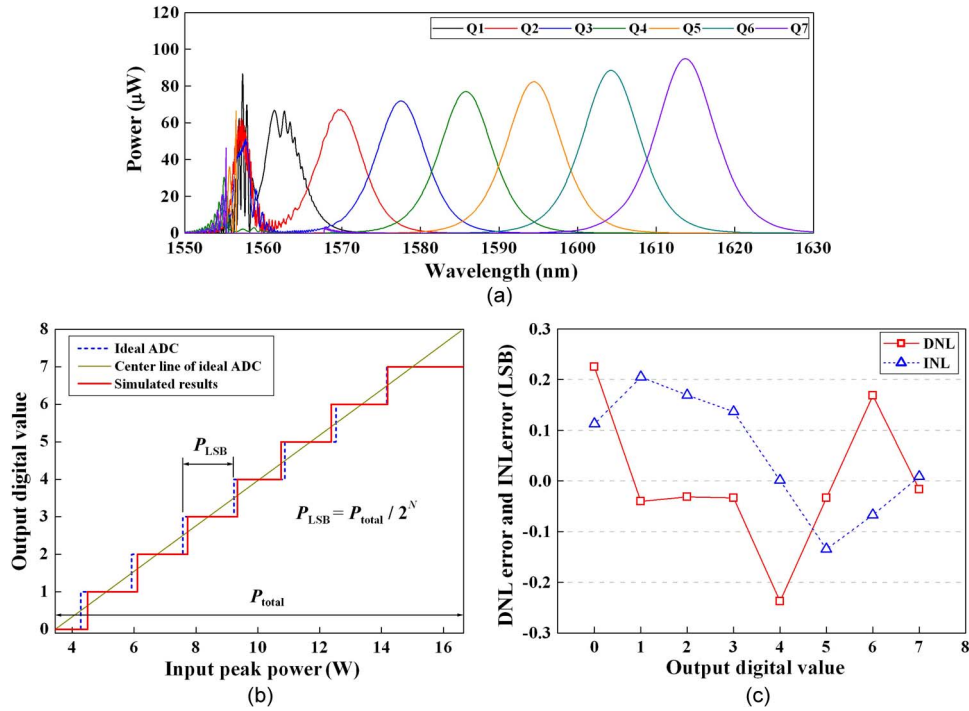 120
100
80
60
40
20
0
Power (μW)
Q1 Q2 Q3 Q4 Q5 Q6 Q7
1550 1560 1570 1580 1590 1600 1610 1620 1630
Wavelength (nm)
(a)
8
7
6
5
4
3
2
1
0
Output digital value
Ideal ADC
Center line of ideal ADC
Simulated results
P_LSB
P_LSB = P_total / 2^N
P_total
4 6 8 10 12 14 16
Input peak power (W)
(b)
0.3
0.2
0.1
0.0
-0.1
-0.2
-0.3
DNL error and INLerror (LSB)
DNL
INL
0 1 2 3 4 5 6 7 8
Output digital value
(c)